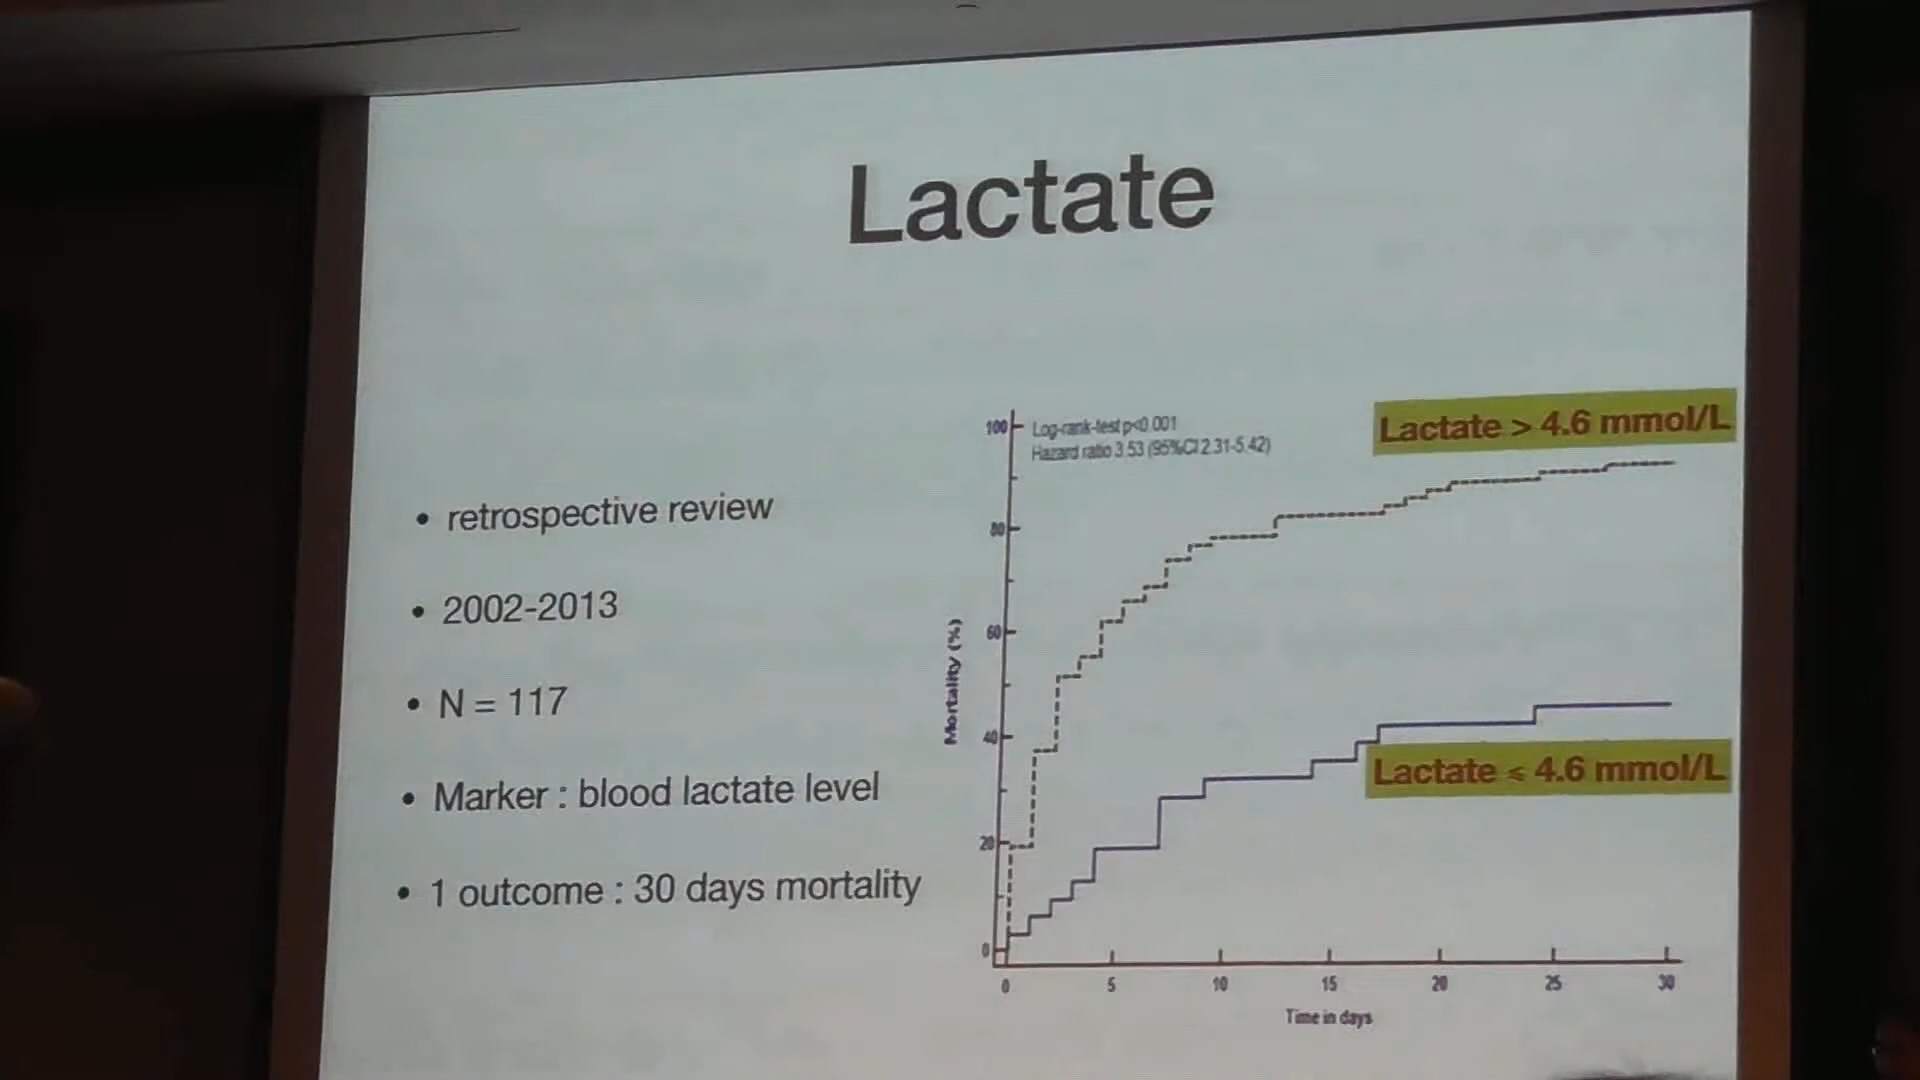 Lactate
• retrospective review
• 2002-2013
• N = 117
• Marker : blood lactate level
• 1 outcome : 30 days mortality
Log-rank-test p<0.001
Hazard ratio 3.53 (95%CI 2.31-5.42)
Lactate > 4.6 mmol/L
Lactate ≤ 4.6 mmol/L
Mortality (%)
100
80
60
40
20
0
0 5 10 15 20 25 30
Time in days